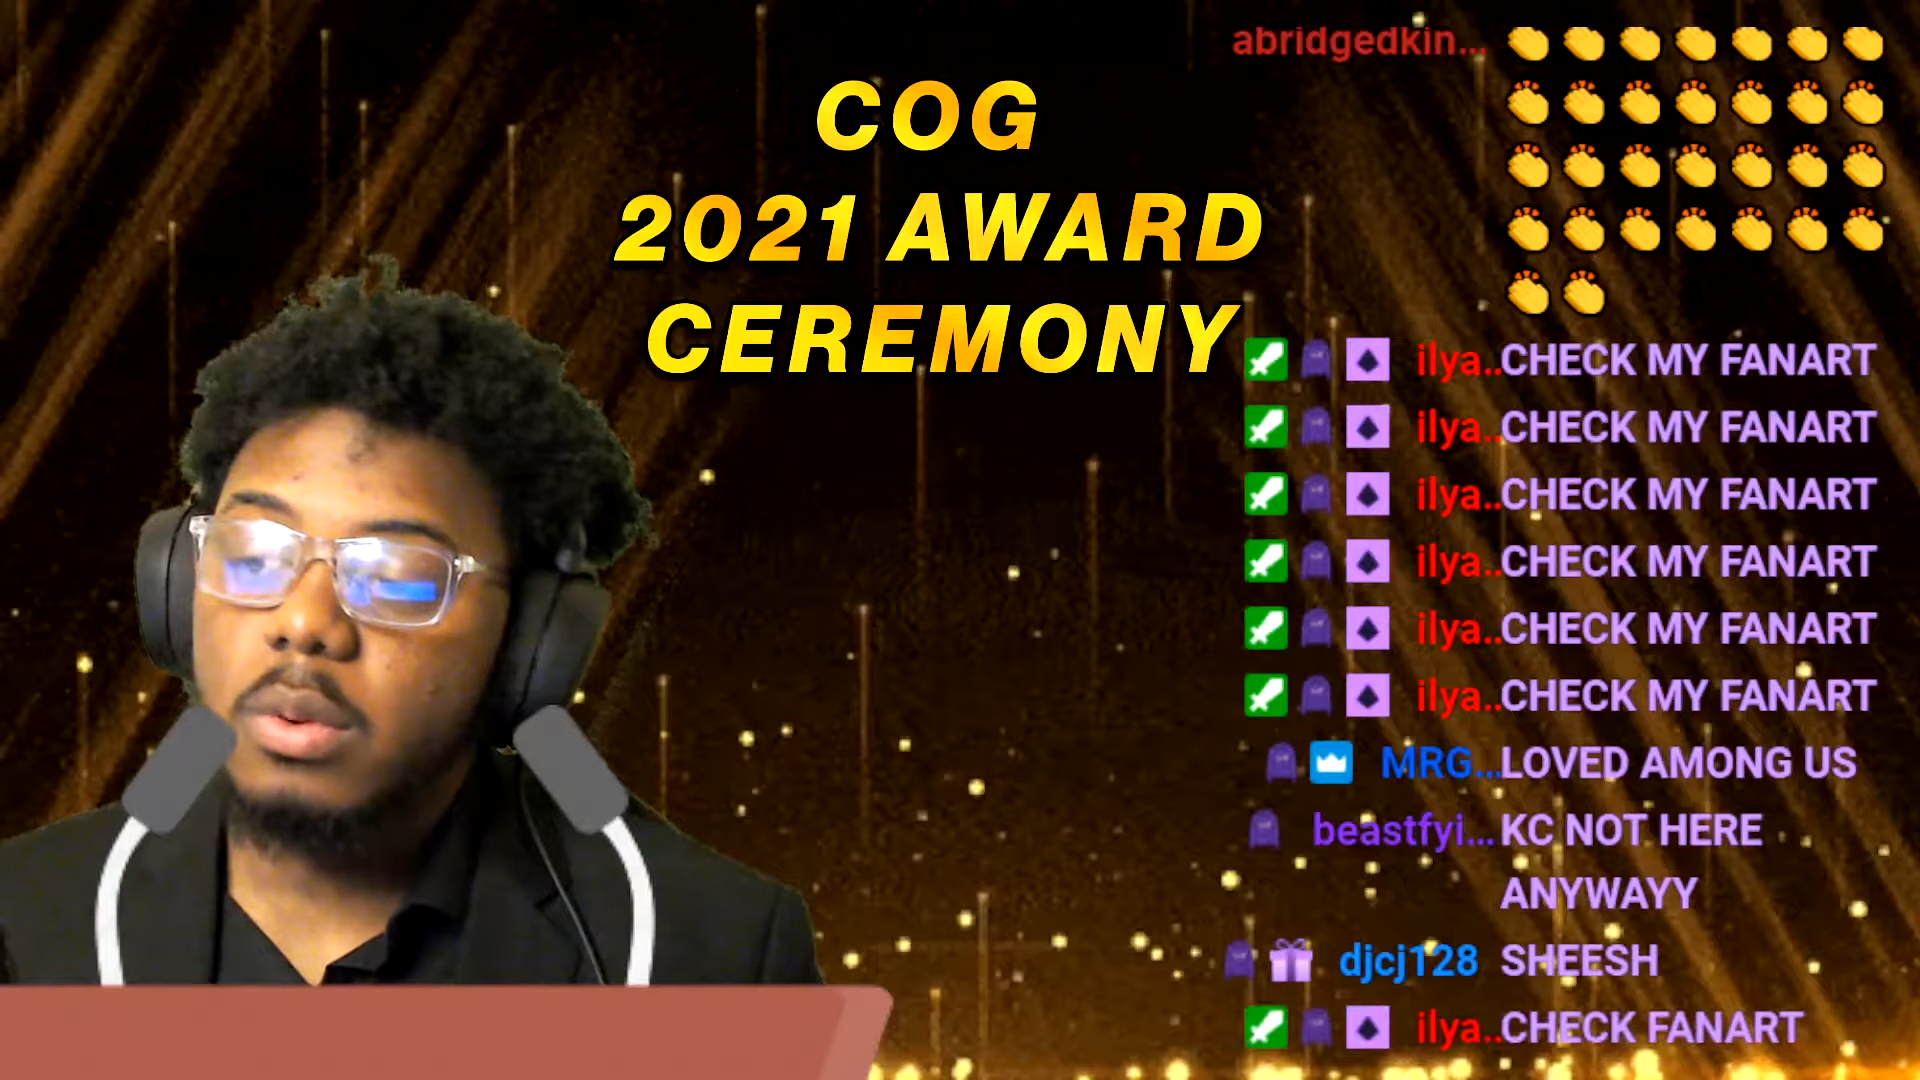 COG
2021 AWARD
CEREMONY
abridgedkin... 👏👏👏👏👏👏👏
👏👏👏👏👏👏👏
👏👏👏👏👏👏👏
👏👏👏👏👏👏👏
👏👏
ilya.. CHECK MY FANART
ilya.. CHECK MY FANART
ilya.. CHECK MY FANART
ilya.. CHECK MY FANART
ilya.. CHECK MY FANART
ilya.. CHECK MY FANART
MRG... LOVED AMONG US
beastfyi... KC NOT HERE
ANYWAYY
djcj128 SHEESH
ilya.. CHECK FANART